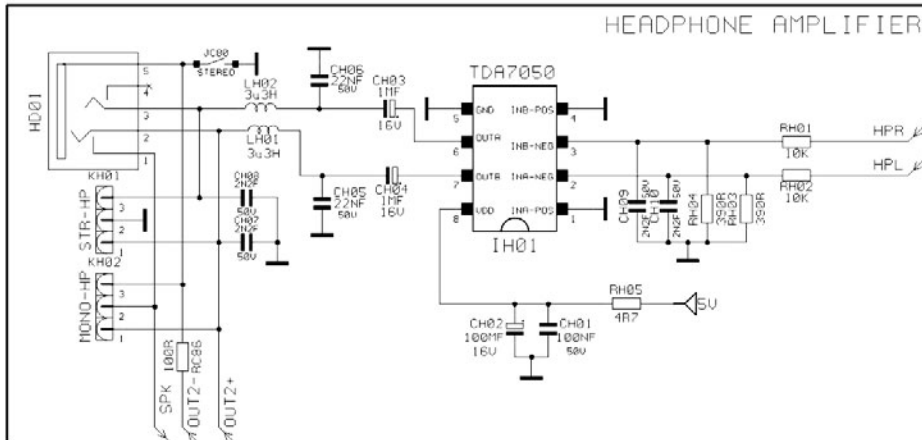 HEADPHONE AMPLIFIER
HD01
5
4
3
2
1
JC80
STEREO
LH02
3u3H
LH01
3u3H
CH06
22NF
50V
CH03
1MF
16V
CH05
22NF
50V
CH04
1MF
16V
TDA7050
GND
INB-POS
5
4
OUTA
INB-NEG
6
3
OUTB
INA-NEG
7
2
VDD
INA-POS
8
1
IH01
RH01
10K
HPR
RH02
10K
HPL
CH09
2N2F
50V
CH10
2N2F
50V
RH04
390R
RH03
390R
KH01
STR-HP
3
2
1
CH08
2N2F
50V
CH07
2N2F
50V
KH02
MONO-HP
3
2
1
100R
RC86
SPK
OUT2-
OUT2+
RH05
4R7
5V
CH02
100MF
16V
CH01
100NF
50V